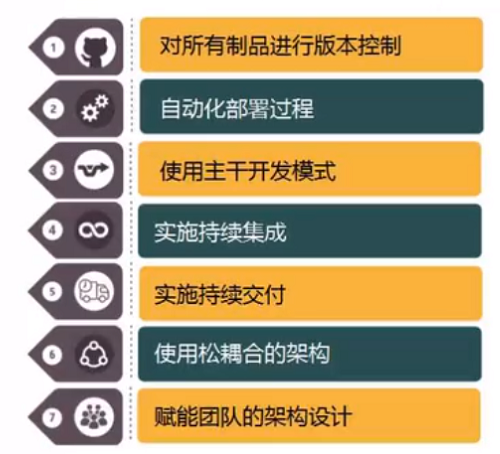 1 对所有制品进行版本控制
2 自动化部署过程
3 使用主干开发模式
4 实施持续集成
5 实施持续交付
6 使用松耦合的架构
7 赋能团队的架构设计